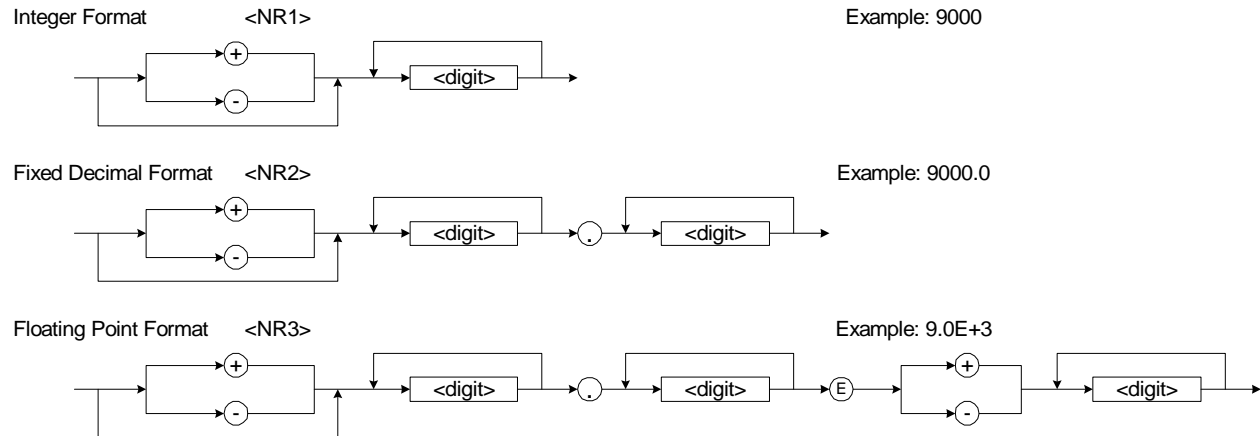 Integer Format <NR1> Example: 9000
+
<digit>
-
Fixed Decimal Format <NR2> Example: 9000.0
+
<digit> . <digit>
-
Floating Point Format <NR3> Example: 9.0E+3
+ +
<digit> . <digit> E <digit>
- -